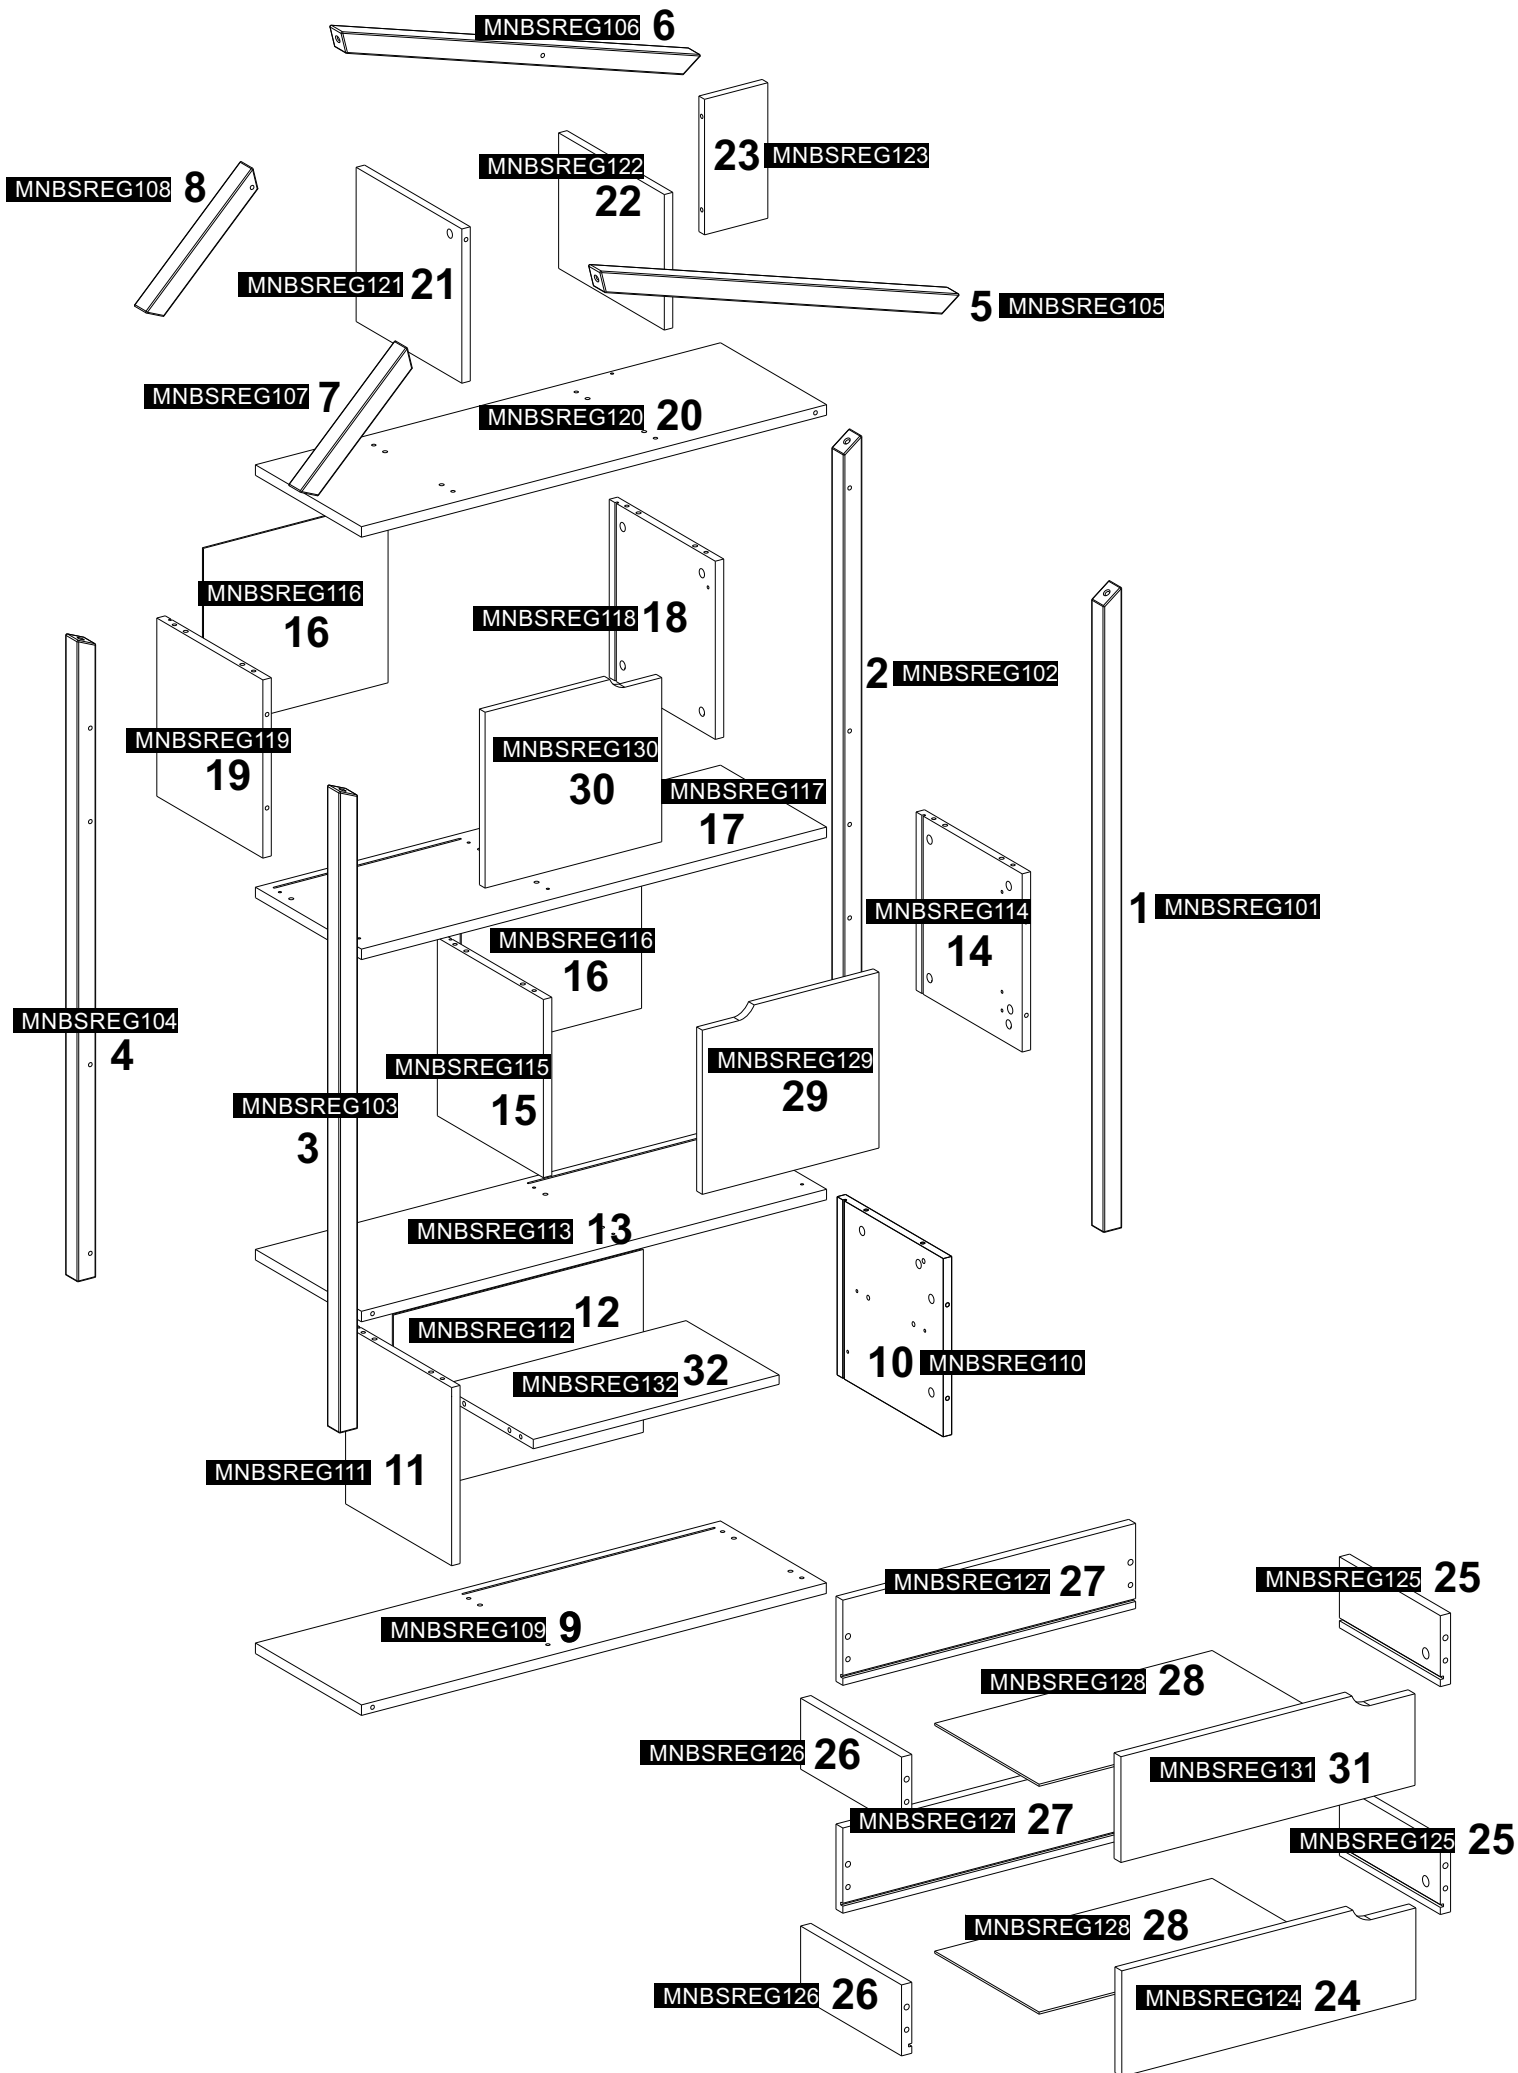 MNBSREG106 6
23 MNBSREG123
MNBSREG122
22
MNBSREG108 8
MNBSREG121 21
5 MNBSREG105
MNBSREG107 7
MNBSREG120 20
MNBSREG116
16
MNBSREG118 18
2 MNBSREG102
MNBSREG119
19
MNBSREG130
30
MNBSREG117
17
MNBSREG114
14
1 MNBSREG101
MNBSREG116
16
MNBSREG104
4
MNBSREG115
15
MNBSREG129
29
MNBSREG103
3
MNBSREG113 13
MNBSREG112 12
10 MNBSREG110
MNBSREG132 32
MNBSREG111 11
MNBSREG127 27
MNBSREG125 25
MNBSREG109 9
MNBSREG128 28
MNBSREG126 26
MNBSREG131 31
MNBSREG127 27
MNBSREG125 25
MNBSREG128 28
MNBSREG126 26
MNBSREG124 24